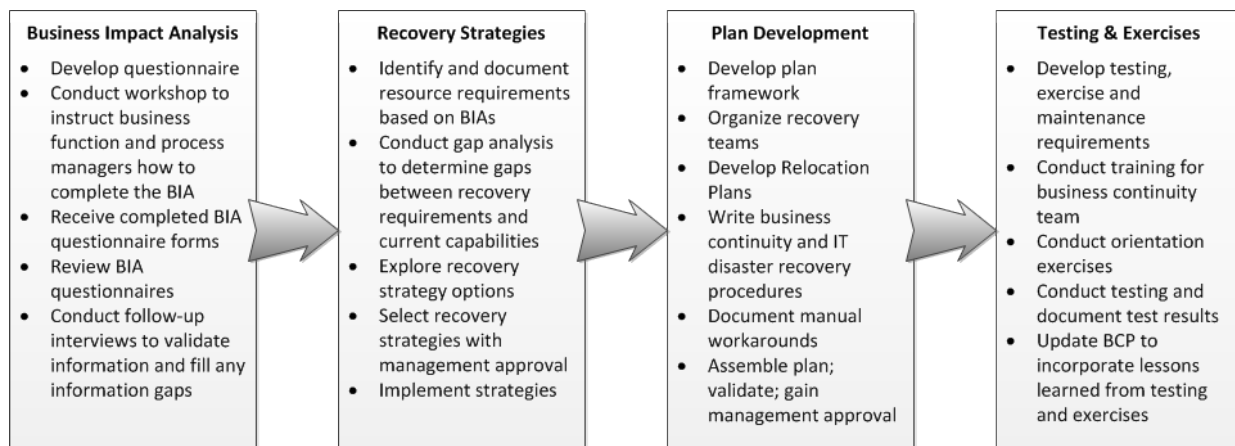 Business Impact Analysis
• Develop questionnaire
• Conduct workshop to
instruct business
function and process
managers how to
complete the BIA
• Receive completed BIA
questionnaire forms
• Review BIA
questionnaires
• Conduct follow-up
interviews to validate
information and fill any
information gaps
Recovery Strategies
• Identify and document
resource requirements
based on BIAs
• Conduct gap analysis
to determine gaps
between recovery
requirements and
current capabilities
• Explore recovery
strategy options
• Select recovery
strategies with
management approval
• Implement strategies
Plan Development
• Develop plan
framework
• Organize recovery
teams
• Develop Relocation
Plans
• Write business
continuity and IT
disaster recovery
procedures
• Document manual
workarounds
• Assemble plan;
validate; gain
management approval
Testing & Exercises
• Develop testing,
exercise and
maintenance
requirements
• Conduct training for
business continuity
team
• Conduct orientation
exercises
• Conduct testing and
document test results
• Update BCP to
incorporate lessons
learned from testing
and exercises